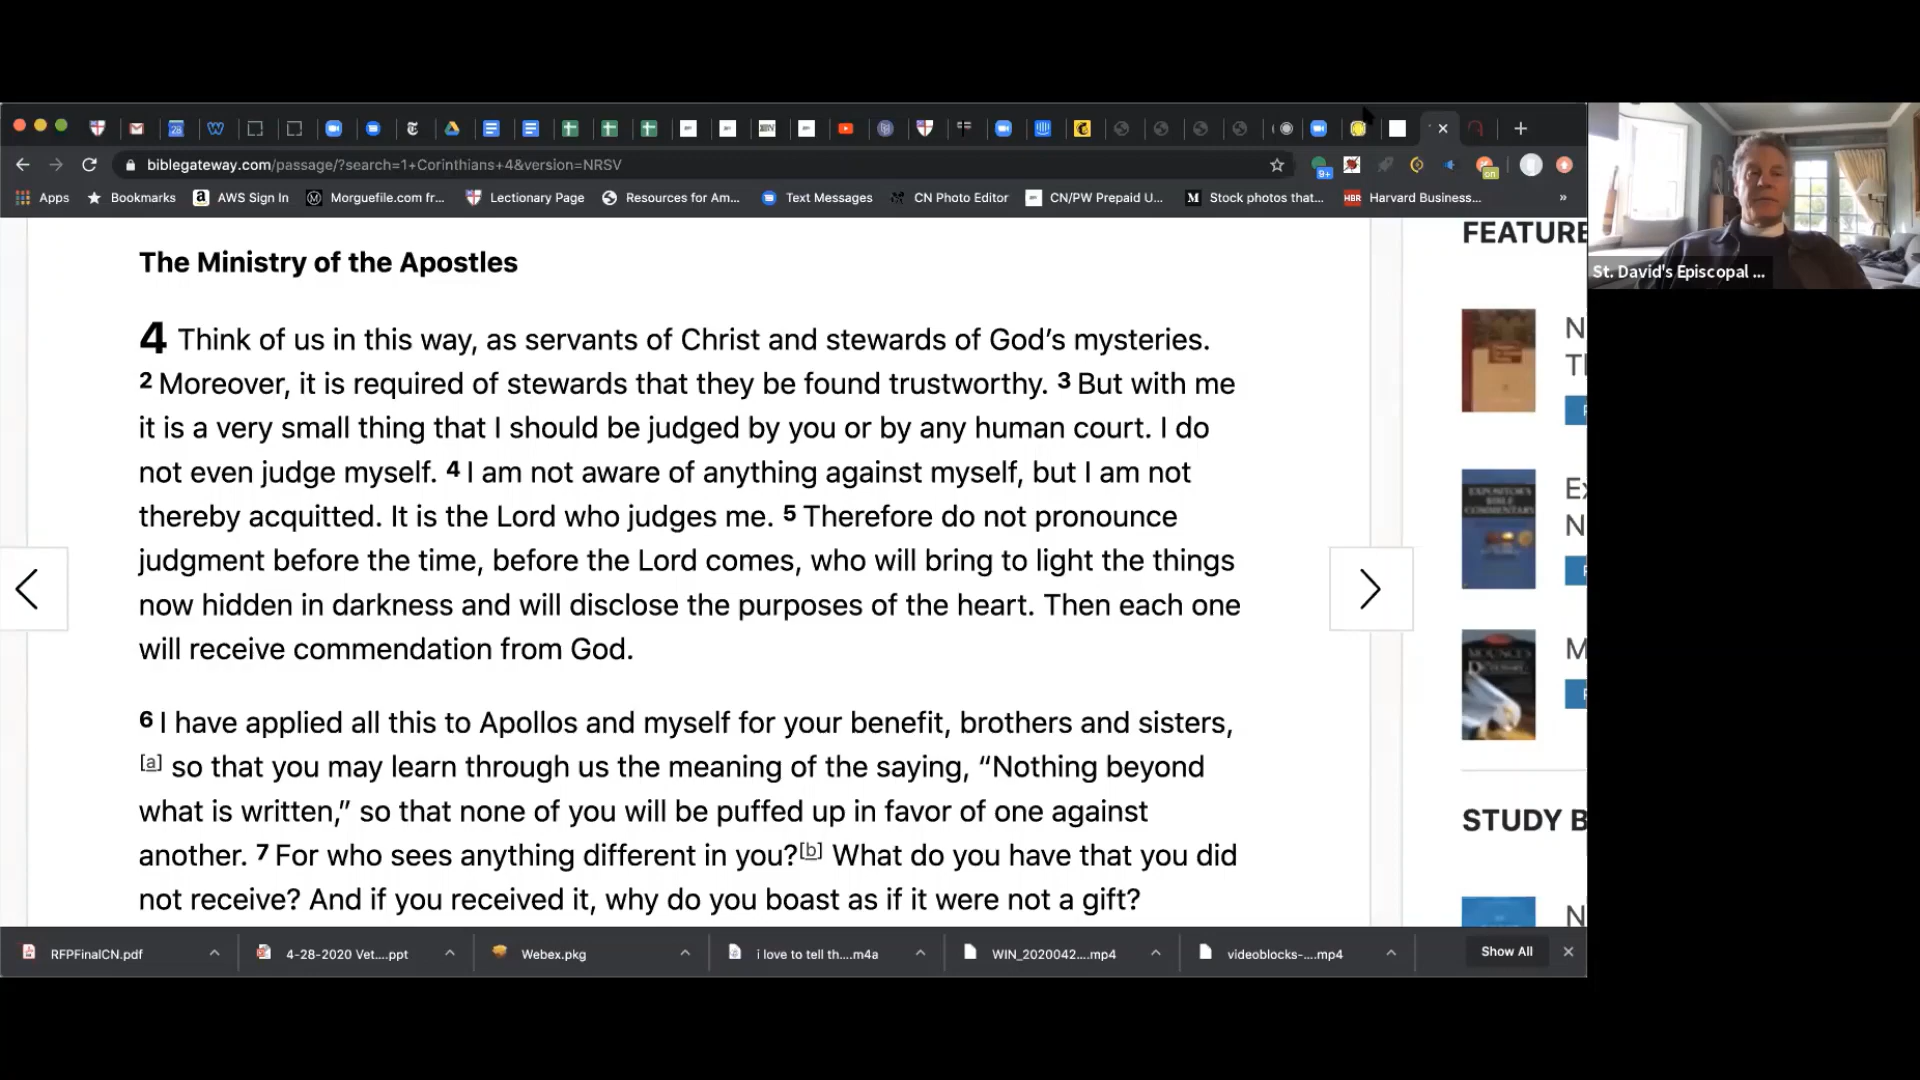 biblegateway.com/passage/?search=1+Corinthians+4&version=NRSV
9+
on
Apps
Bookmarks
AWS Sign In
Morguefile.com fr...
Lectionary Page
Resources for Am...
Text Messages
CN Photo Editor
CN/PW Prepaid U...
Stock photos that...
HBR Harvard Business...
»
The Ministry of the Apostles
4 Think of us in this way, as servants of Christ and stewards of God’s mysteries.
2 Moreover, it is required of stewards that they be found trustworthy. 3 But with me
it is a very small thing that I should be judged by you or by any human court. I do
not even judge myself. 4 I am not aware of anything against myself, but I am not
thereby acquitted. It is the Lord who judges me. 5 Therefore do not pronounce
judgment before the time, before the Lord comes, who will bring to light the things
now hidden in darkness and will disclose the purposes of the heart. Then each one
will receive commendation from God.
6 I have applied all this to Apollos and myself for your benefit, brothers and sisters,
[a] so that you may learn through us the meaning of the saying, “Nothing beyond
what is written,” so that none of you will be puffed up in favor of one against
another. 7 For who sees anything different in you?[b] What do you have that you did
not receive? And if you received it, why do you boast as if it were not a gift?
FEATURE
N
Th
EXPOSITOR'S
BIBLE
COMMENTARY
Ex
N
MOUNCE'S
M
STUDY B
N
St. David's Episcopal ...
RFPFinalCN.pdf
4-28-2020 Vet....ppt
Webex.pkg
i love to tell th....m4a
WIN_2020042....mp4
videoblocks-....mp4
Show All